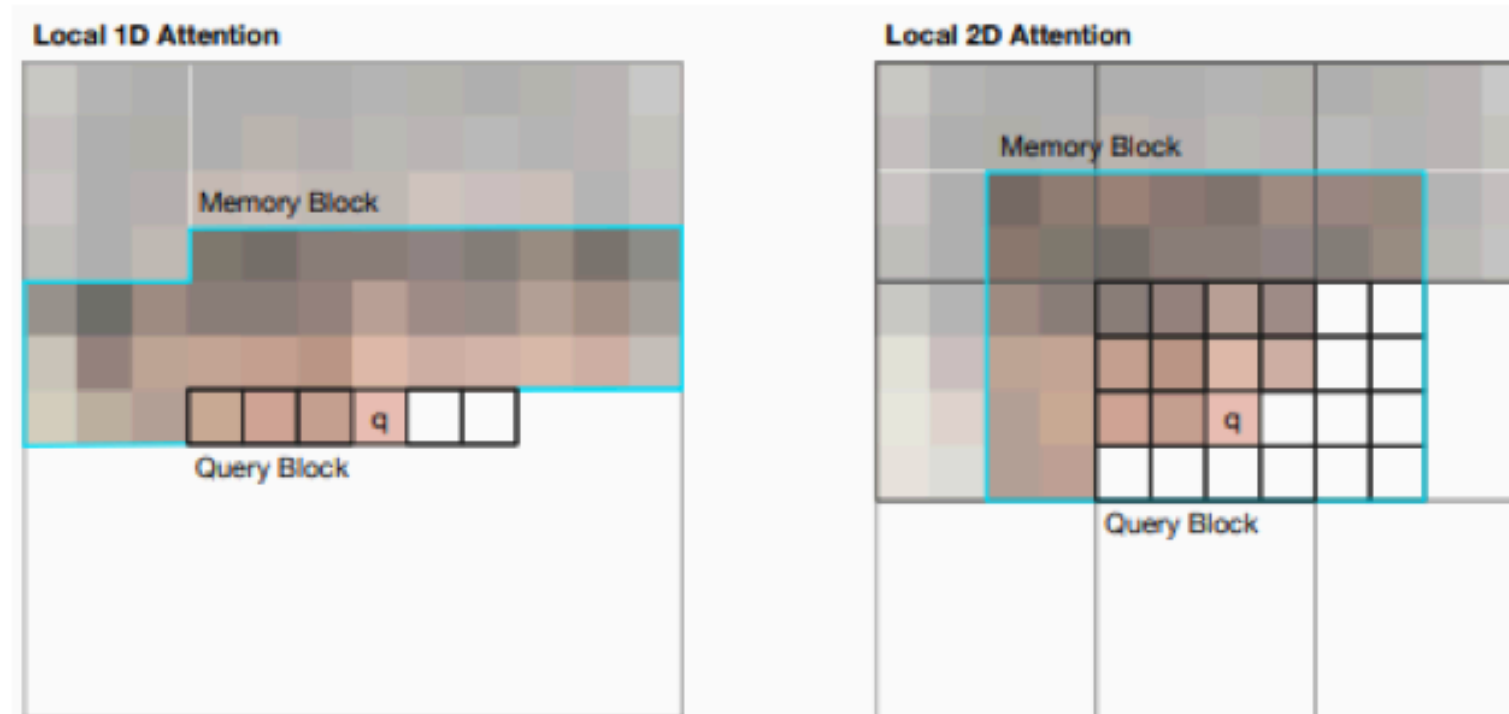 Local 1D Attention
Memory Block
q
Query Block
Local 2D Attention
Memory Block
q
Query Block